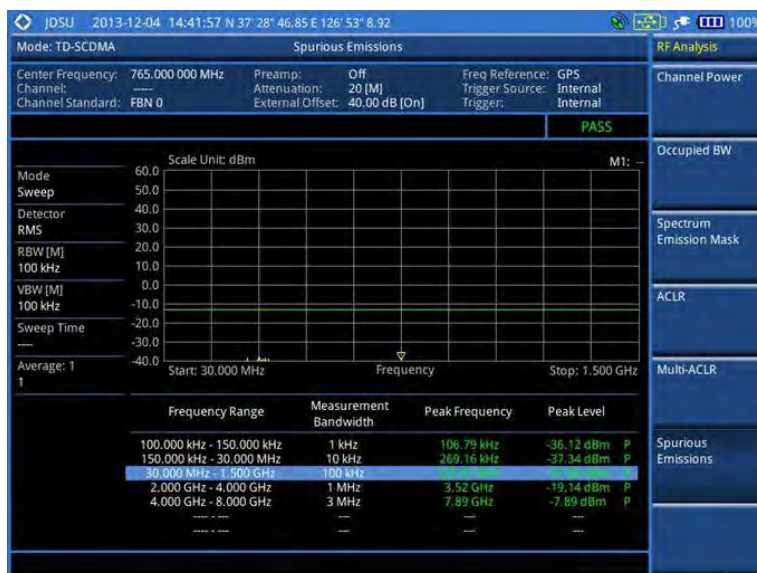 JDSU 2013-12-04 14:41:57 N 37' 28" 46.85 E 126' 53" 8.92 100%
Mode: TD-SCDMA Spurious Emissions RF Analysis
Center Frequency: 765.000 000 MHz Preamp: Off Freq Reference: GPS
Channel: ----- Attenuation: 20 [M] Trigger Source: Internal
Channel Standard: FBN 0 External Offset: 40.00 dB [On] Trigger: Internal
Channel Power
PASS
Occupied BW
Scale Unit: dBm M1: --
Mode
Sweep
Detector
RMS
RBW [M]
100 kHz
VBW [M]
100 kHz
Sweep Time
----
Average: 1
1
60.0
50.0
40.0
30.0
20.0
10.0
0.0
-10.0
-20.0
-30.0
-40.0
Start: 30.000 MHz Frequency Stop: 1.500 GHz
Spectrum
Emission Mask
ACLR
Multi-ACLR
Spurious
Emissions
Frequency Range Measurement Bandwidth Peak Frequency Peak Level
100.000 kHz - 150.000 kHz 1 kHz 106.79 kHz -36.12 dBm P
150.000 kHz - 30.000 MHz 10 kHz 269.16 kHz -37.34 dBm P
30.000 MHz - 1.500 GHz 100 kHz
2.000 GHz - 4.000 GHz 1 MHz 3.52 GHz -19.14 dBm P
4.000 GHz - 8.000 GHz 3 MHz 7.89 GHz -7.89 dBm P
---- - --- --- --- ---
---- - --- --- --- ---